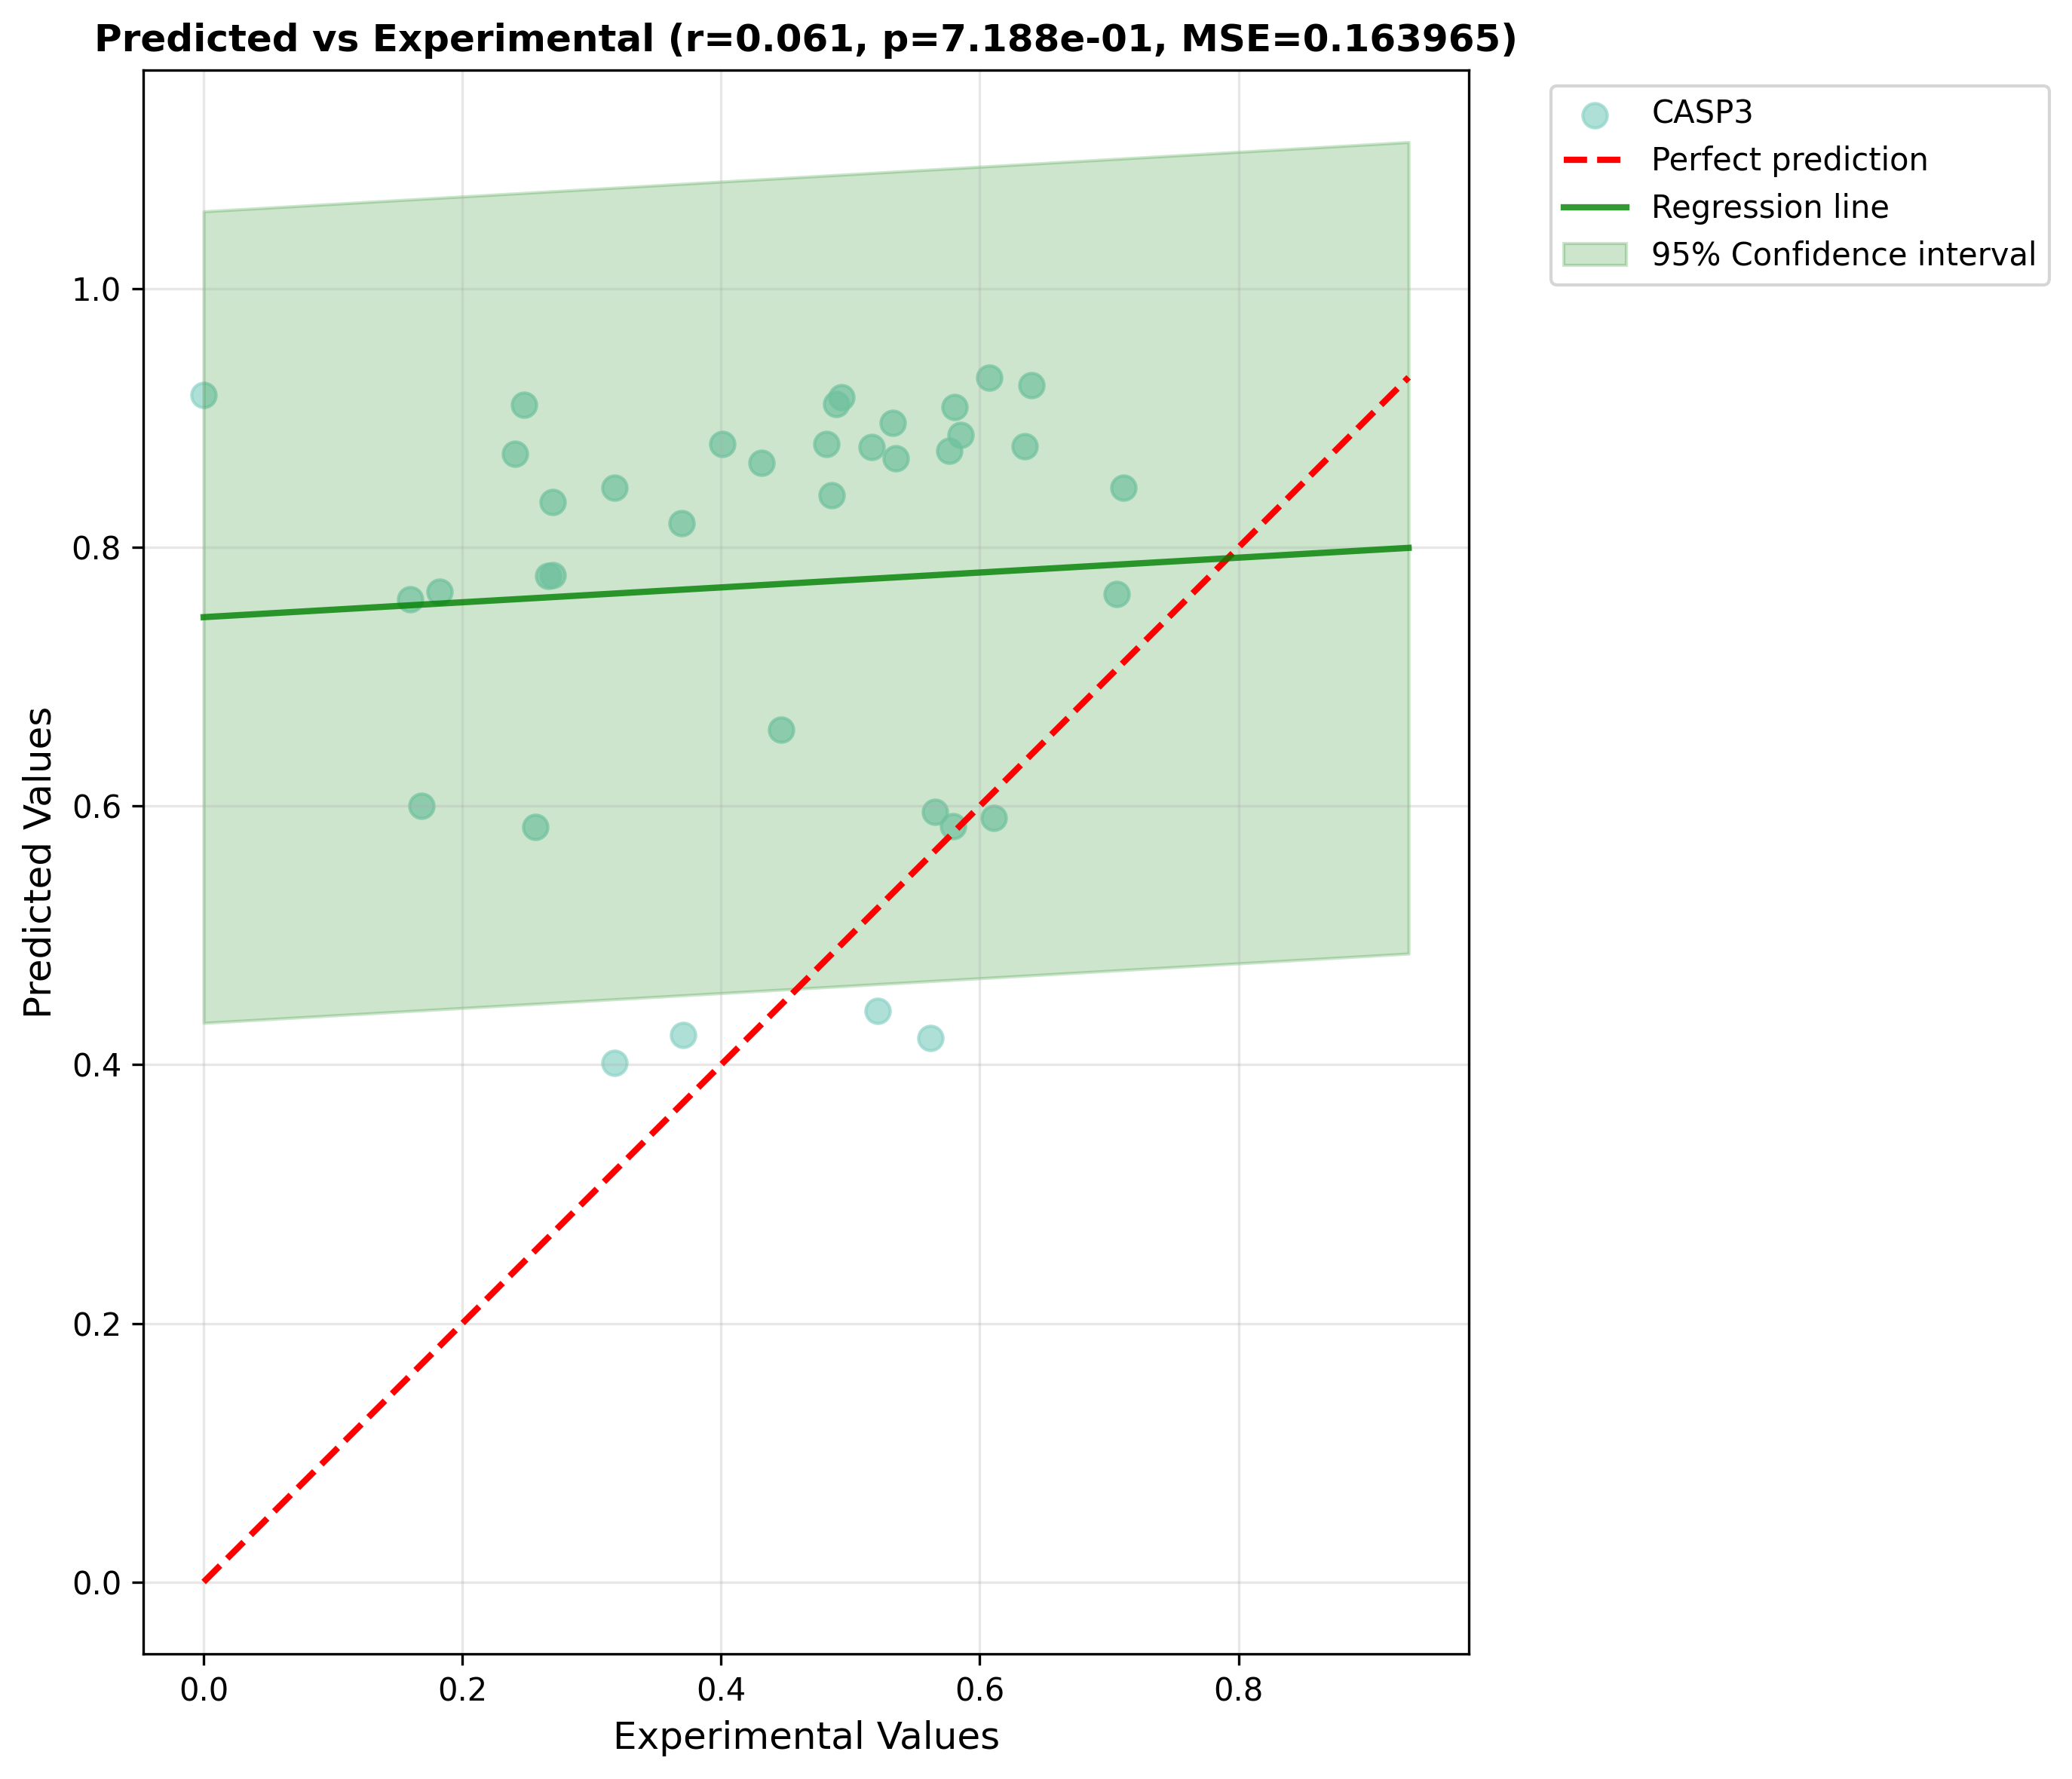 Predicted vs Experimental (r=0.061, p=7.188e-01, MSE=0.163965)
CASP3
Perfect prediction
Regression line
95% Confidence interval
Predicted Values
1.0
0.8
0.6
0.4
0.2
0.0
0.0 0.2 0.4 0.6 0.8
Experimental Values